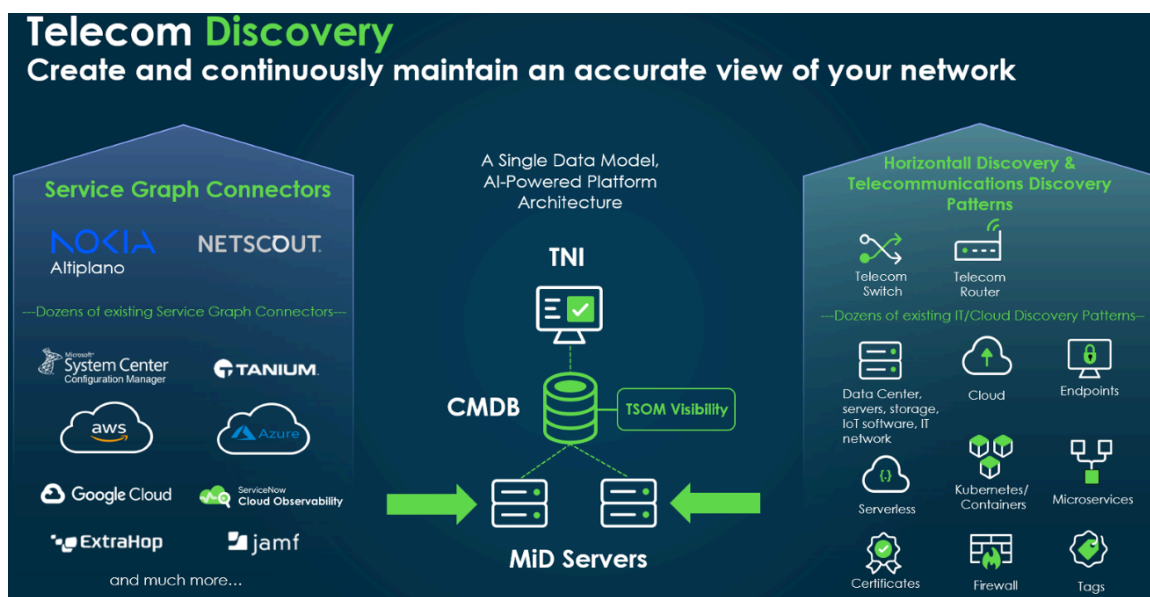 Telecom Discovery
Create and continuously maintain an accurate view of your network
Service Graph Connectors
NOKIA
Altiplano
NETSCOUT.
---Dozens of existing Service Graph Connectors---
Microsoft
System Center
Configuration Manager
TANIUM.
aws
Azure
Google Cloud
ServiceNow
Cloud Observability
ExtraHop
jamf
and much more...
A Single Data Model,
AI-Powered Platform
Architecture
TNI
CMDB
TSOM Visibility
MiD Servers
Horizontall Discovery &
Telecommunications Discovery
Patterns
Telecom
Switch
Telecom
Router
---Dozens of existing IT/Cloud Discovery Patterns--
Data Center,
servers, storage,
IoT software, IT
network
Cloud
Endpoints
{.}
Serverless
Kubernetes/
Containers
Microservices
Certificates
Firewall
Tags